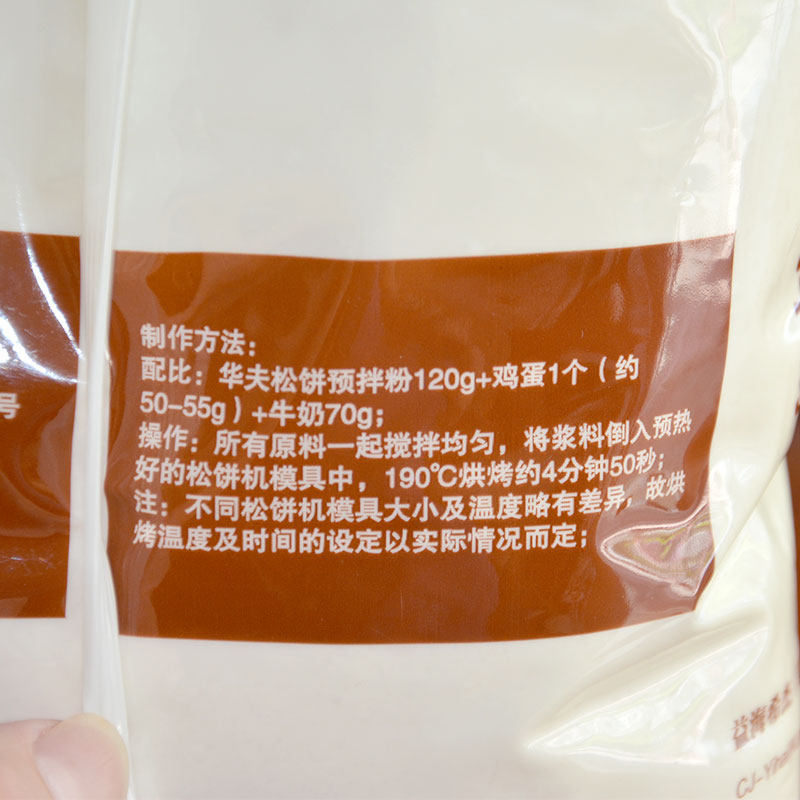 制作方法：
配比：华夫松饼预拌粉120g+鸡蛋1个（约
50-55g）+牛奶70g；
操作：所有原料一起搅拌均匀，将浆料倒入预热
好的松饼机模具中，190℃烘烤约4分钟50秒；
注：不同松饼机模具大小及温度略有差异，故烘
烤温度及时间的设定以实际情况而定；
号
益海
CJ-Yihai